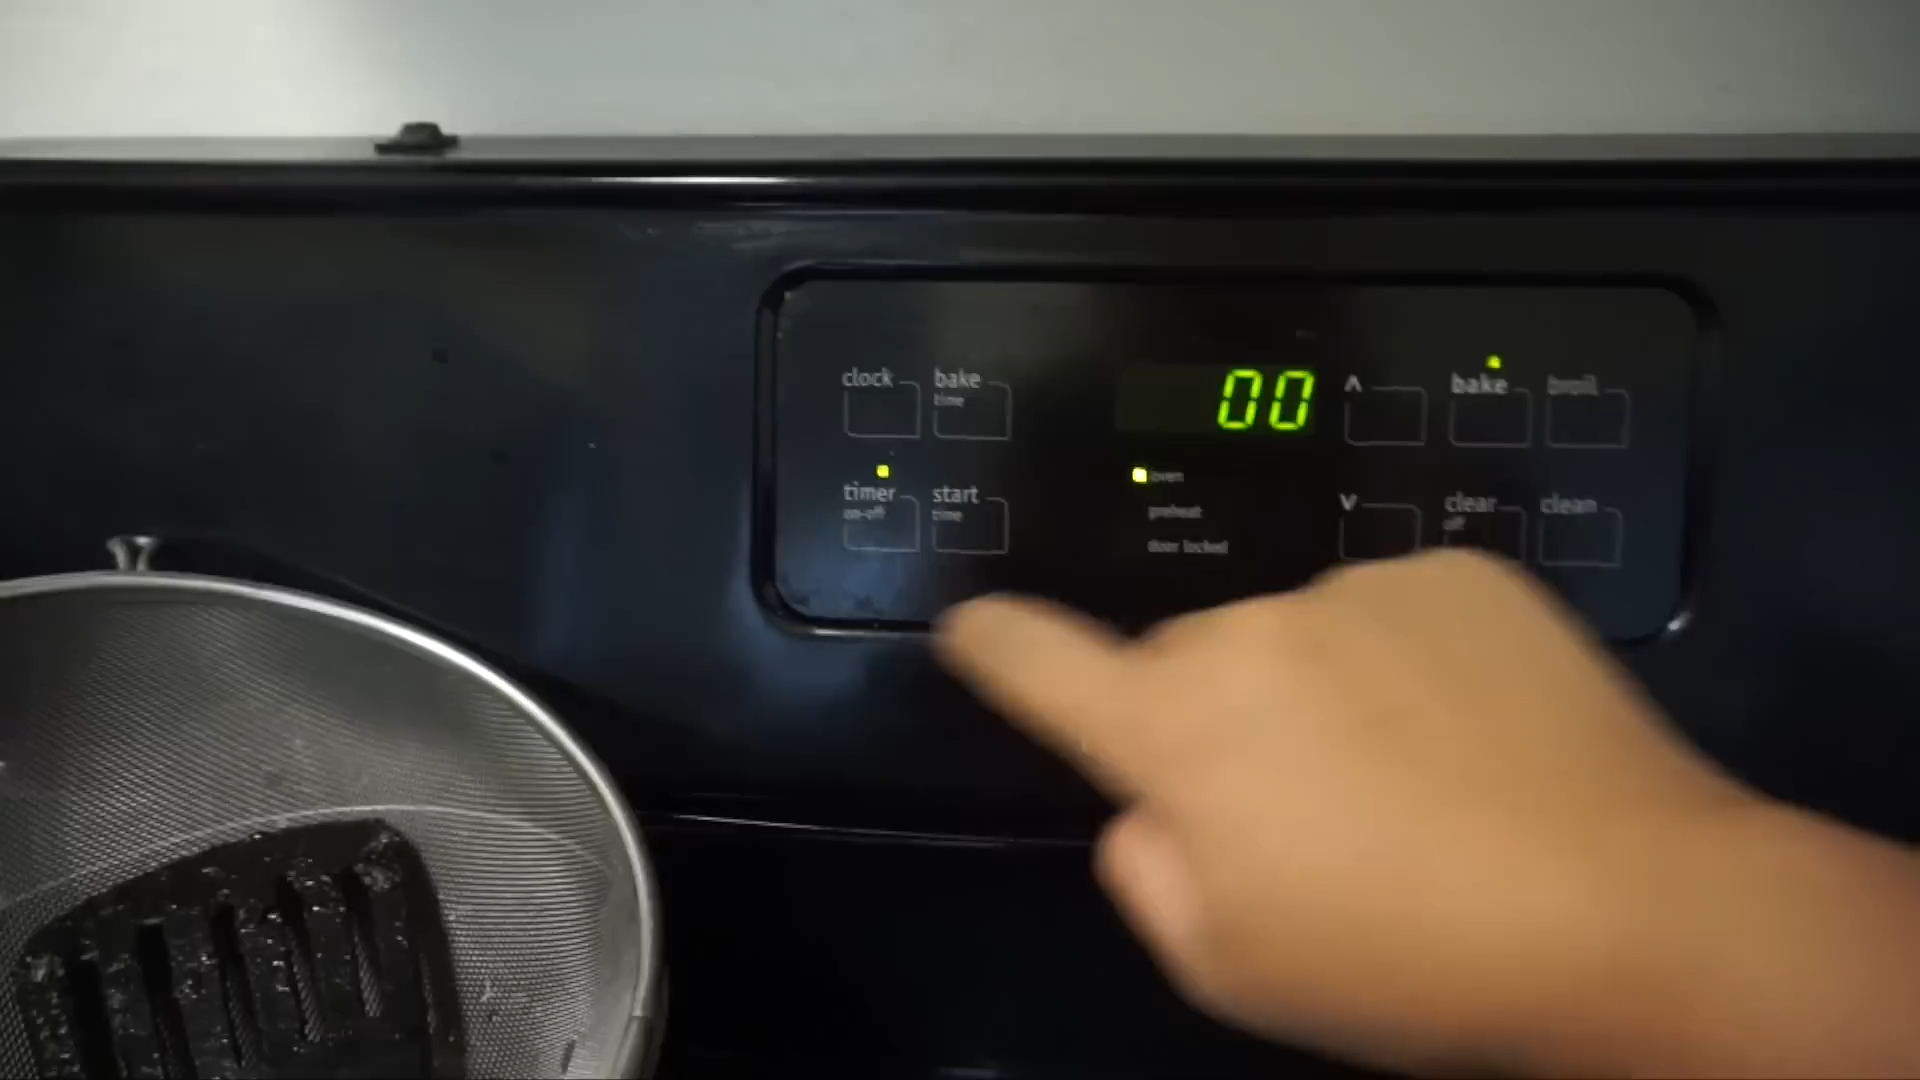 clock
bake
time
00
^
bake
broil
timer
on-off
start
time
oven
preheat
door locked
v
clear
off
clean